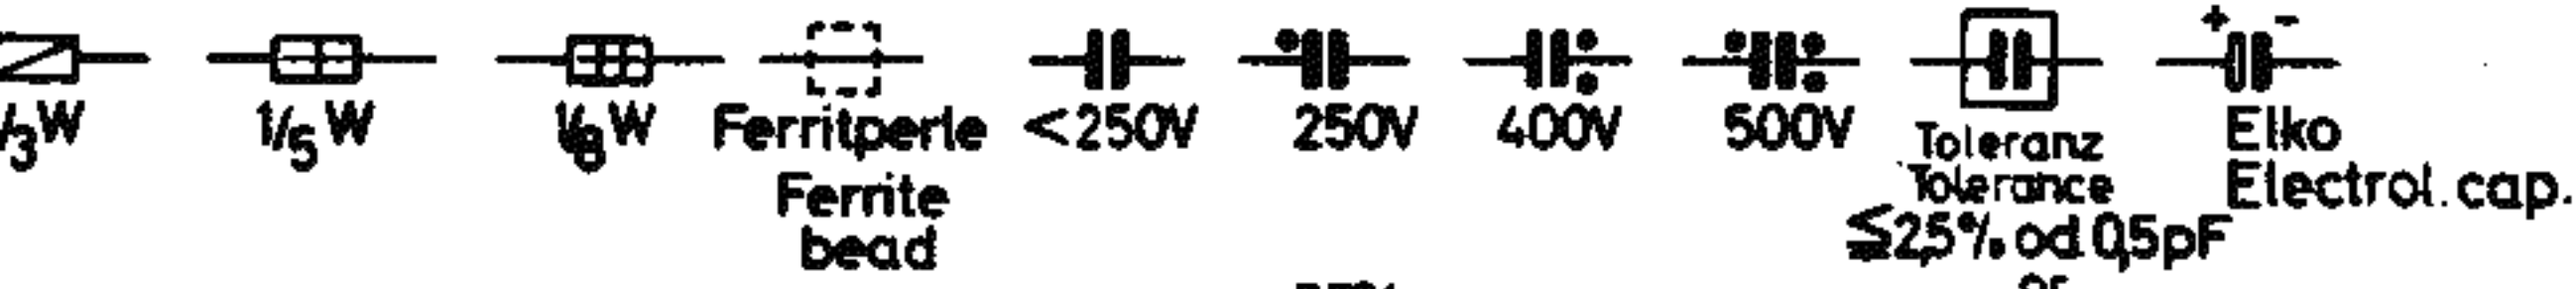 /3W 1/5W 1/8W Ferritperle <250V 250V 400V 500V Toleranz Elko
Ferrite Tolerance Electrol.cap.
bead ≦2,5% od 0,5pF
or